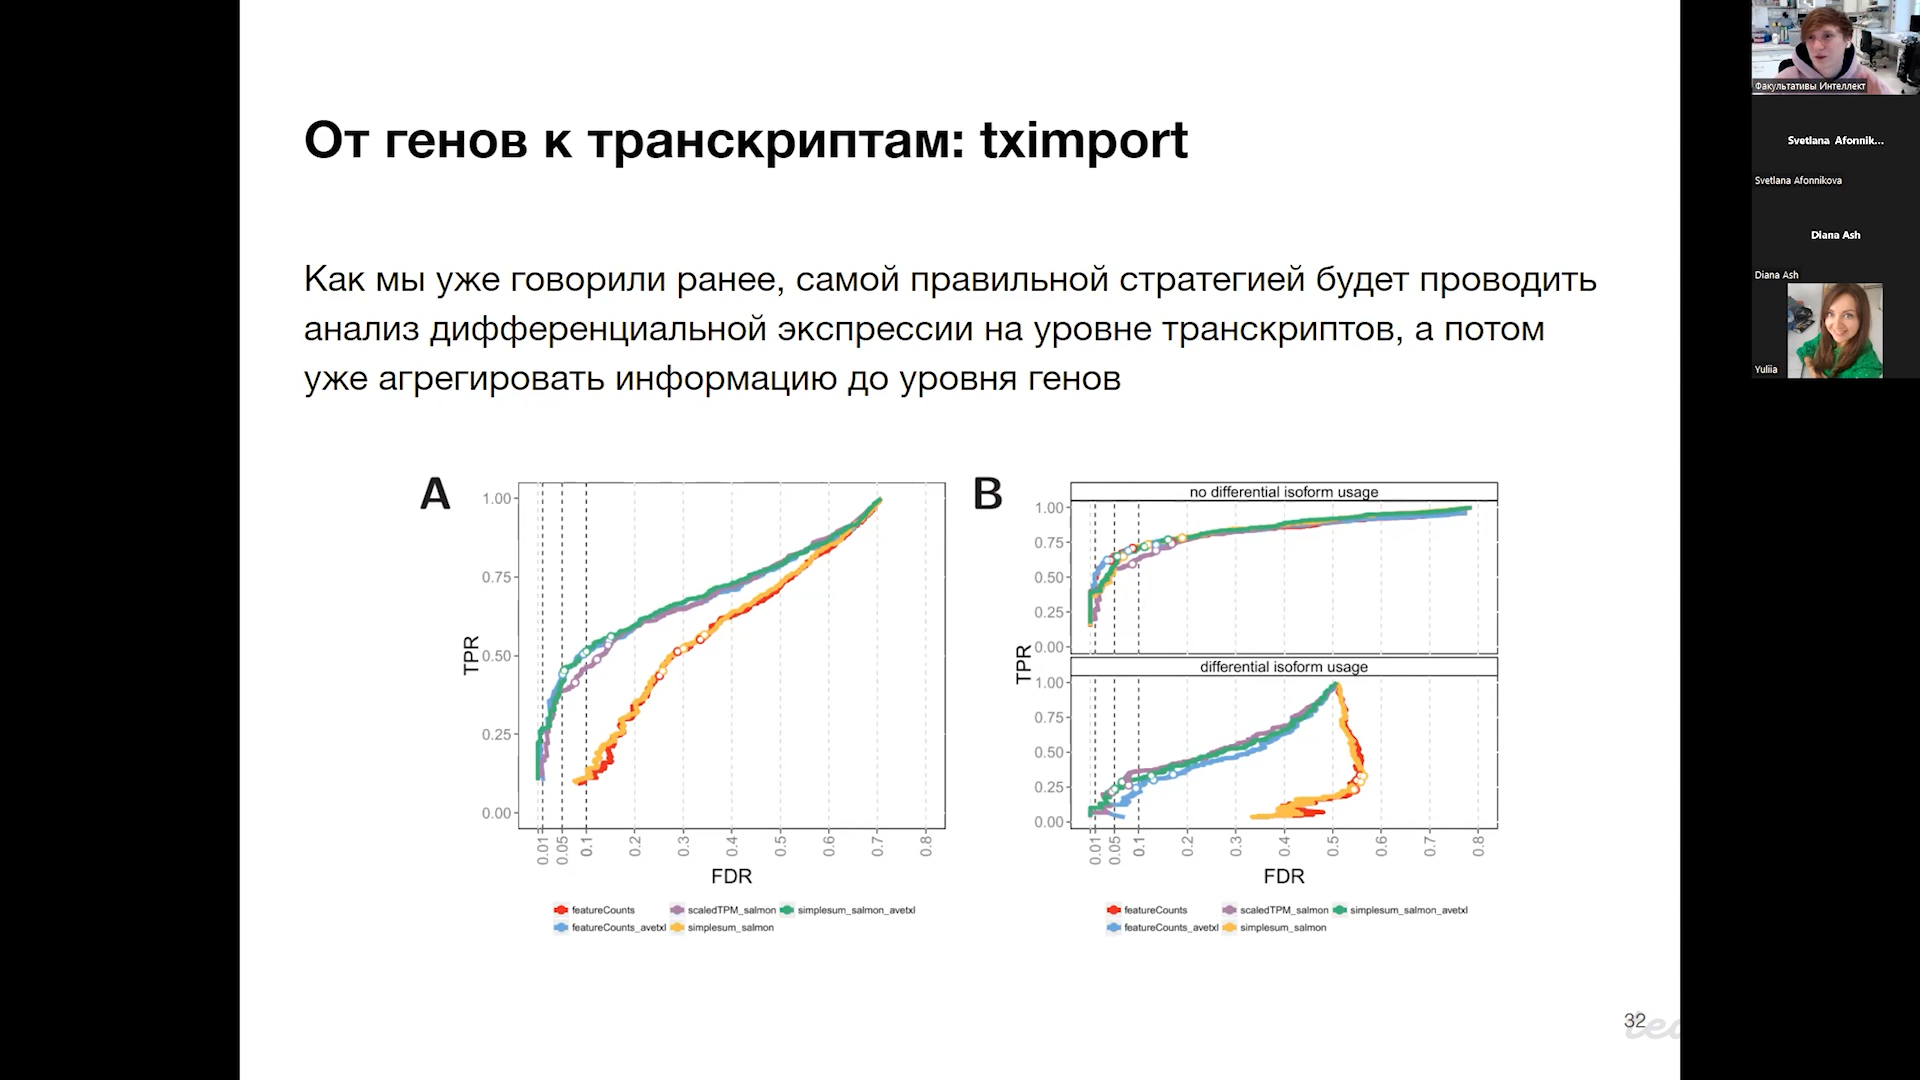 От генов к транскриптам: tximport
Как мы уже говорили ранее, самой правильной стратегией будет проводить
анализ дифференциальной экспрессии на уровне транскриптов, а потом
уже агрегировать информацию до уровня генов
A
1.00
0.75
0.50
0.25
0.00
TPR
0.01
0.05
0.1
0.2
0.3
0.4
0.5
0.6
0.7
0.8
FDR
featureCounts
scaledTPM_salmon
simplesum_salmon_avetxl
featureCounts_avetxl
simplesum_salmon
B
no differential isoform usage
1.00
0.75
0.50
0.25
0.00
TPR
differential isoform usage
1.00
0.75
0.50
0.25
0.00
0.01
0.05
0.1
0.2
0.3
0.4
0.5
0.6
0.7
0.8
FDR
featureCounts
scaledTPM_salmon
simplesum_salmon_avetxl
featureCounts_avetxl
simplesum_salmon
32
Факультативы Интеллект
Svetlana Afonnik...
Svetlana Afonnikova
Diana Ash
Diana Ash
Yuliia